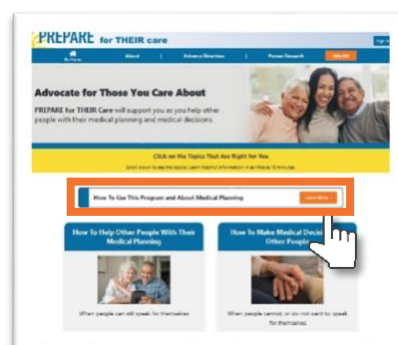 PREPARE for THEIR care
Sign In
Home
About | Advance Directives | Proven Research
Advocate for Those You Care About
PREPARE for THEIR Care will support you as you help other
people with their medical planning and medical decisions
Click on the Topics That Are Right for You
How To Use This Program and About Medical Planning
Learn More
How To Help Other People With Their
Medical Planning
How To Make Medical
Other People
When people can still speak for themselves
When people cannot, or do not want to, speak
for themselves